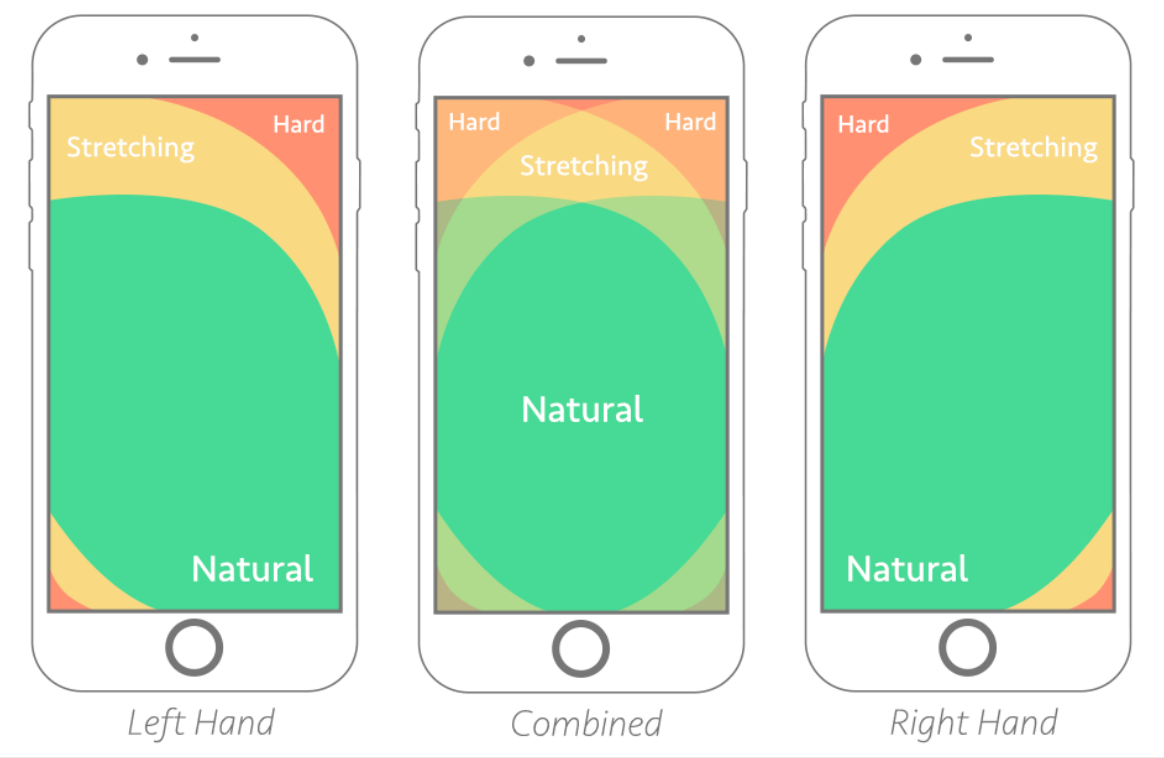 Stretching
Hard
Natural
Left Hand
Hard
Hard
Stretching
Natural
Combined
Hard
Stretching
Natural
Right Hand